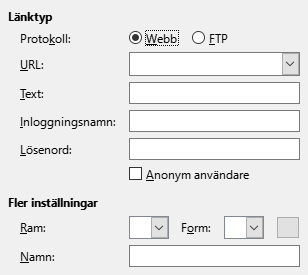 Länktyp
Protokoll: Webb FTP
URL:
Text:
Inloggningsnamn:
Lösenord:
Anonym användare
Fler inställningar
Ram: Form:
Namn: